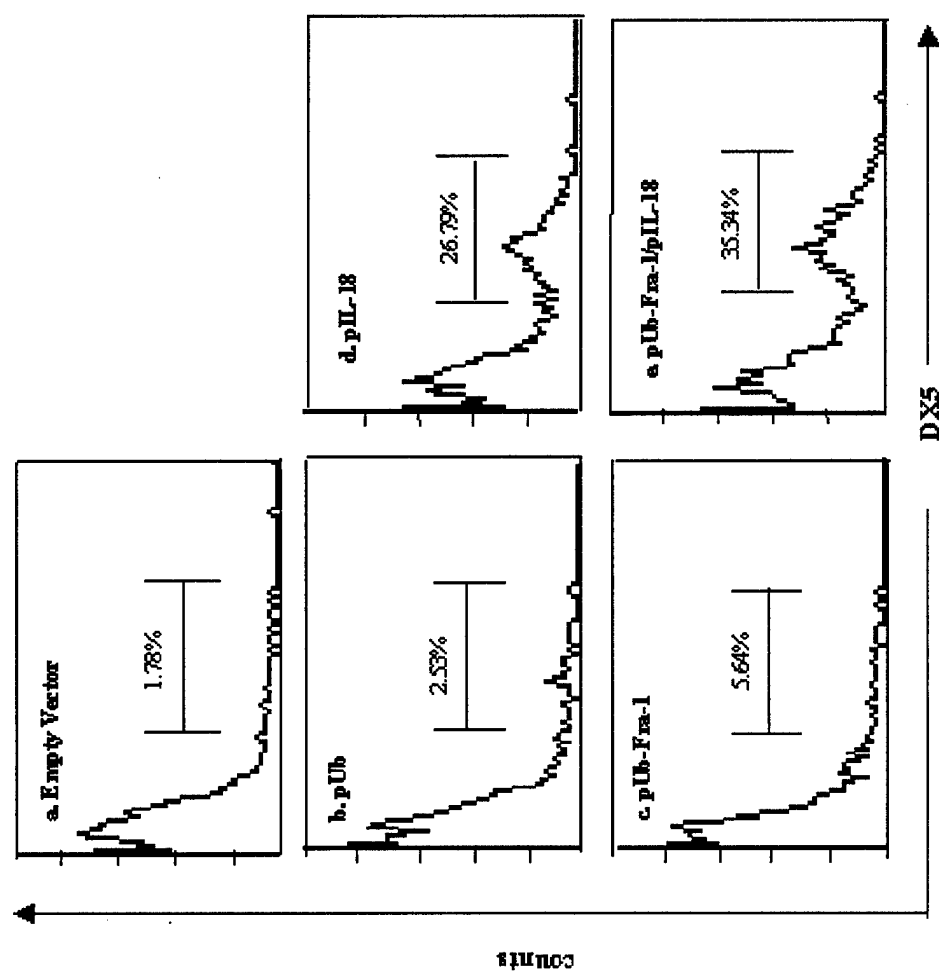 a. Empty Vector
1.78%
b. pUb
2.53%
c. pUb-Fra-1
5.64%
d. pIL-18
26.79%
e. pUb-Fra-1/pIL-18
35.34%
counts
DX5